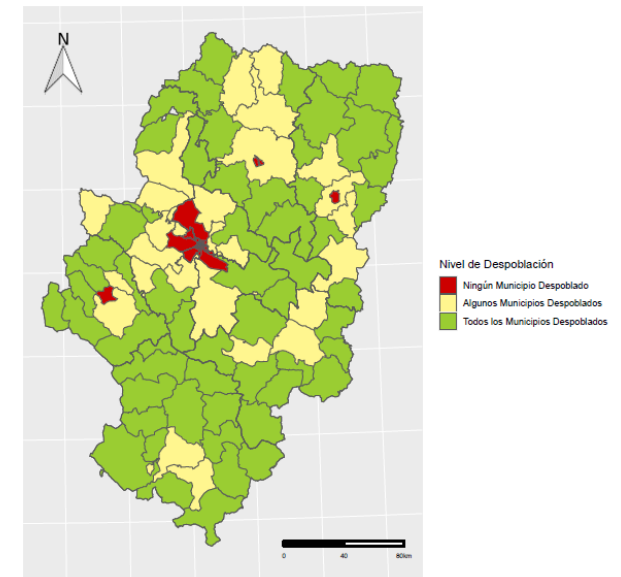 N
Nivel de Despoblación
Ningún Municipio Despoblado
Algunos Municipios Despoblados
Todos los Municipios Despoblados
0 40 80km